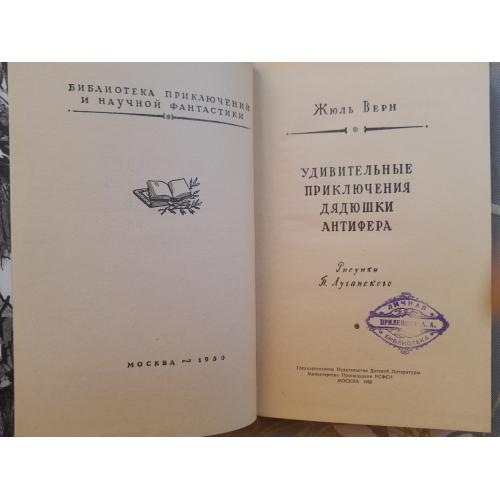 БИБЛИОТЕКА ПРИКЛЮЧЕНИЙ
И НАУЧНОЙ ФАНТАСТИКИ
МОСКВА ~ 1959
ЖЮЛЬ ВЕРН
УДИВИТЕЛЬНЫЕ
ПРИКЛЮЧЕНИЯ
ДЯДЮШКИ
АНТИФЕРА
Рисунки
П. Луганского
ЛИЧНАЯ
А. А.
БИБЛИОТЕКА
Государственное Издательство Детской Литературы
Министерства Просвещения РСФСР
МОСКВА 1959